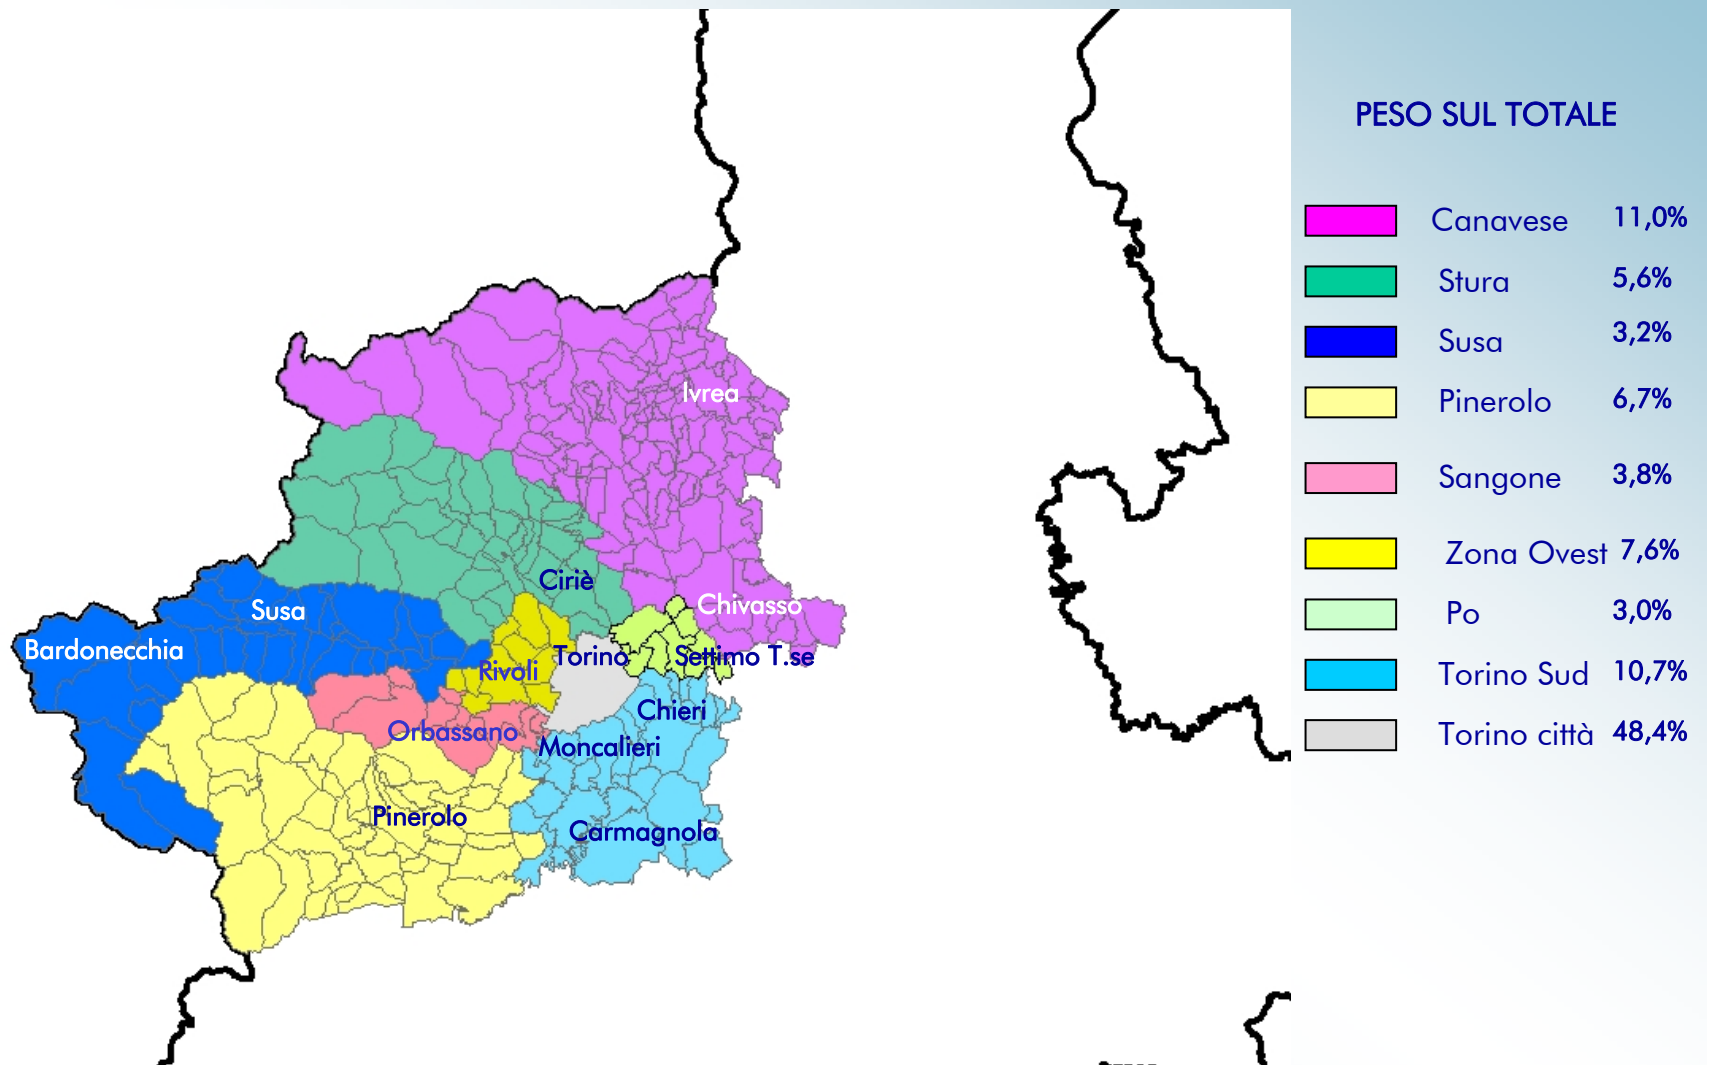 PESO SUL TOTALE
Canavese 11,0%
Stura 5,6%
Susa 3,2%
Pinerolo 6,7%
Sangone 3,8%
Zona Ovest 7,6%
Po 3,0%
Torino Sud 10,7%
Torino città 48,4%
Ivrea
Ciriè
Chivasso
Susa
Bardonecchia
Torino
Settimo T.se
Rivoli
Chieri
Orbassano
Moncalieri
Pinerolo
Carmagnola